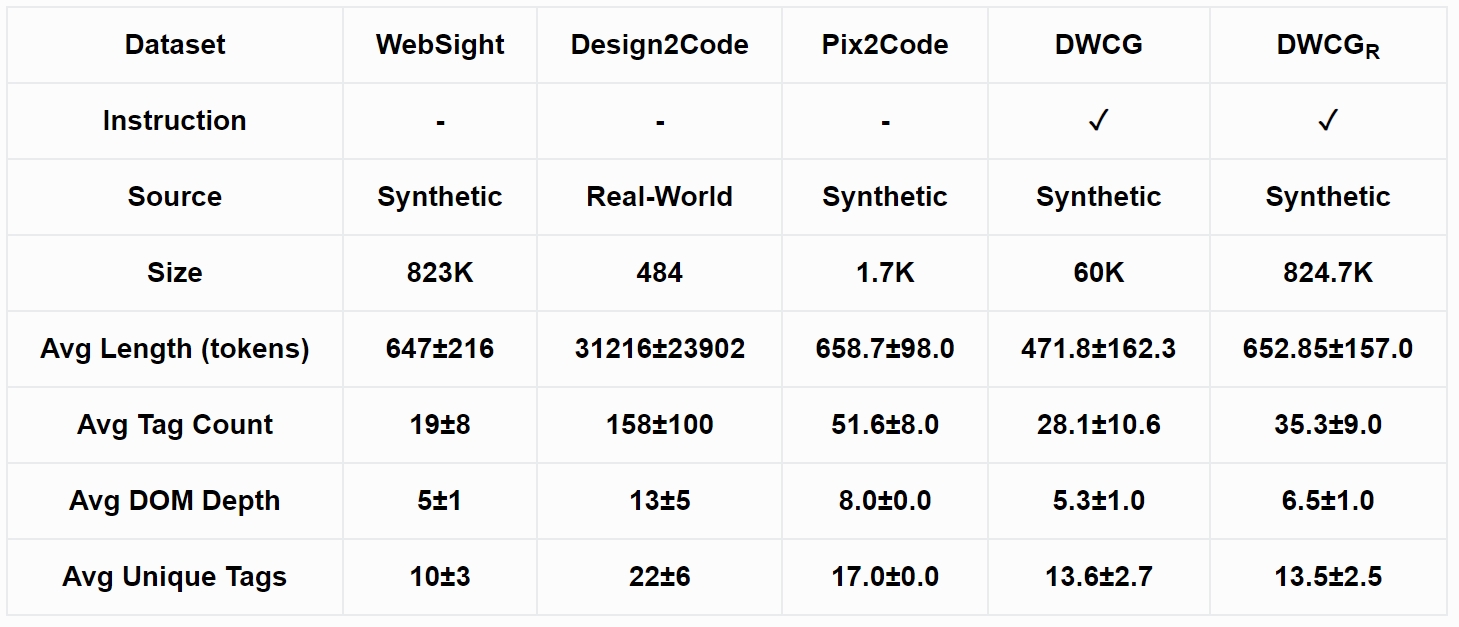 Dataset WebSight Design2Code Pix2Code DWCG DWCG_R
Instruction - - - ✓ ✓
Source Synthetic Real-World Synthetic Synthetic Synthetic
Size 823K 484 1.7K 60K 824.7K
Avg Length (tokens) 647±216 31216±23902 658.7±98.0 471.8±162.3 652.85±157.0
Avg Tag Count 19±8 158±100 51.6±8.0 28.1±10.6 35.3±9.0
Avg DOM Depth 5±1 13±5 8.0±0.0 5.3±1.0 6.5±1.0
Avg Unique Tags 10±3 22±6 17.0±0.0 13.6±2.7 13.5±2.5